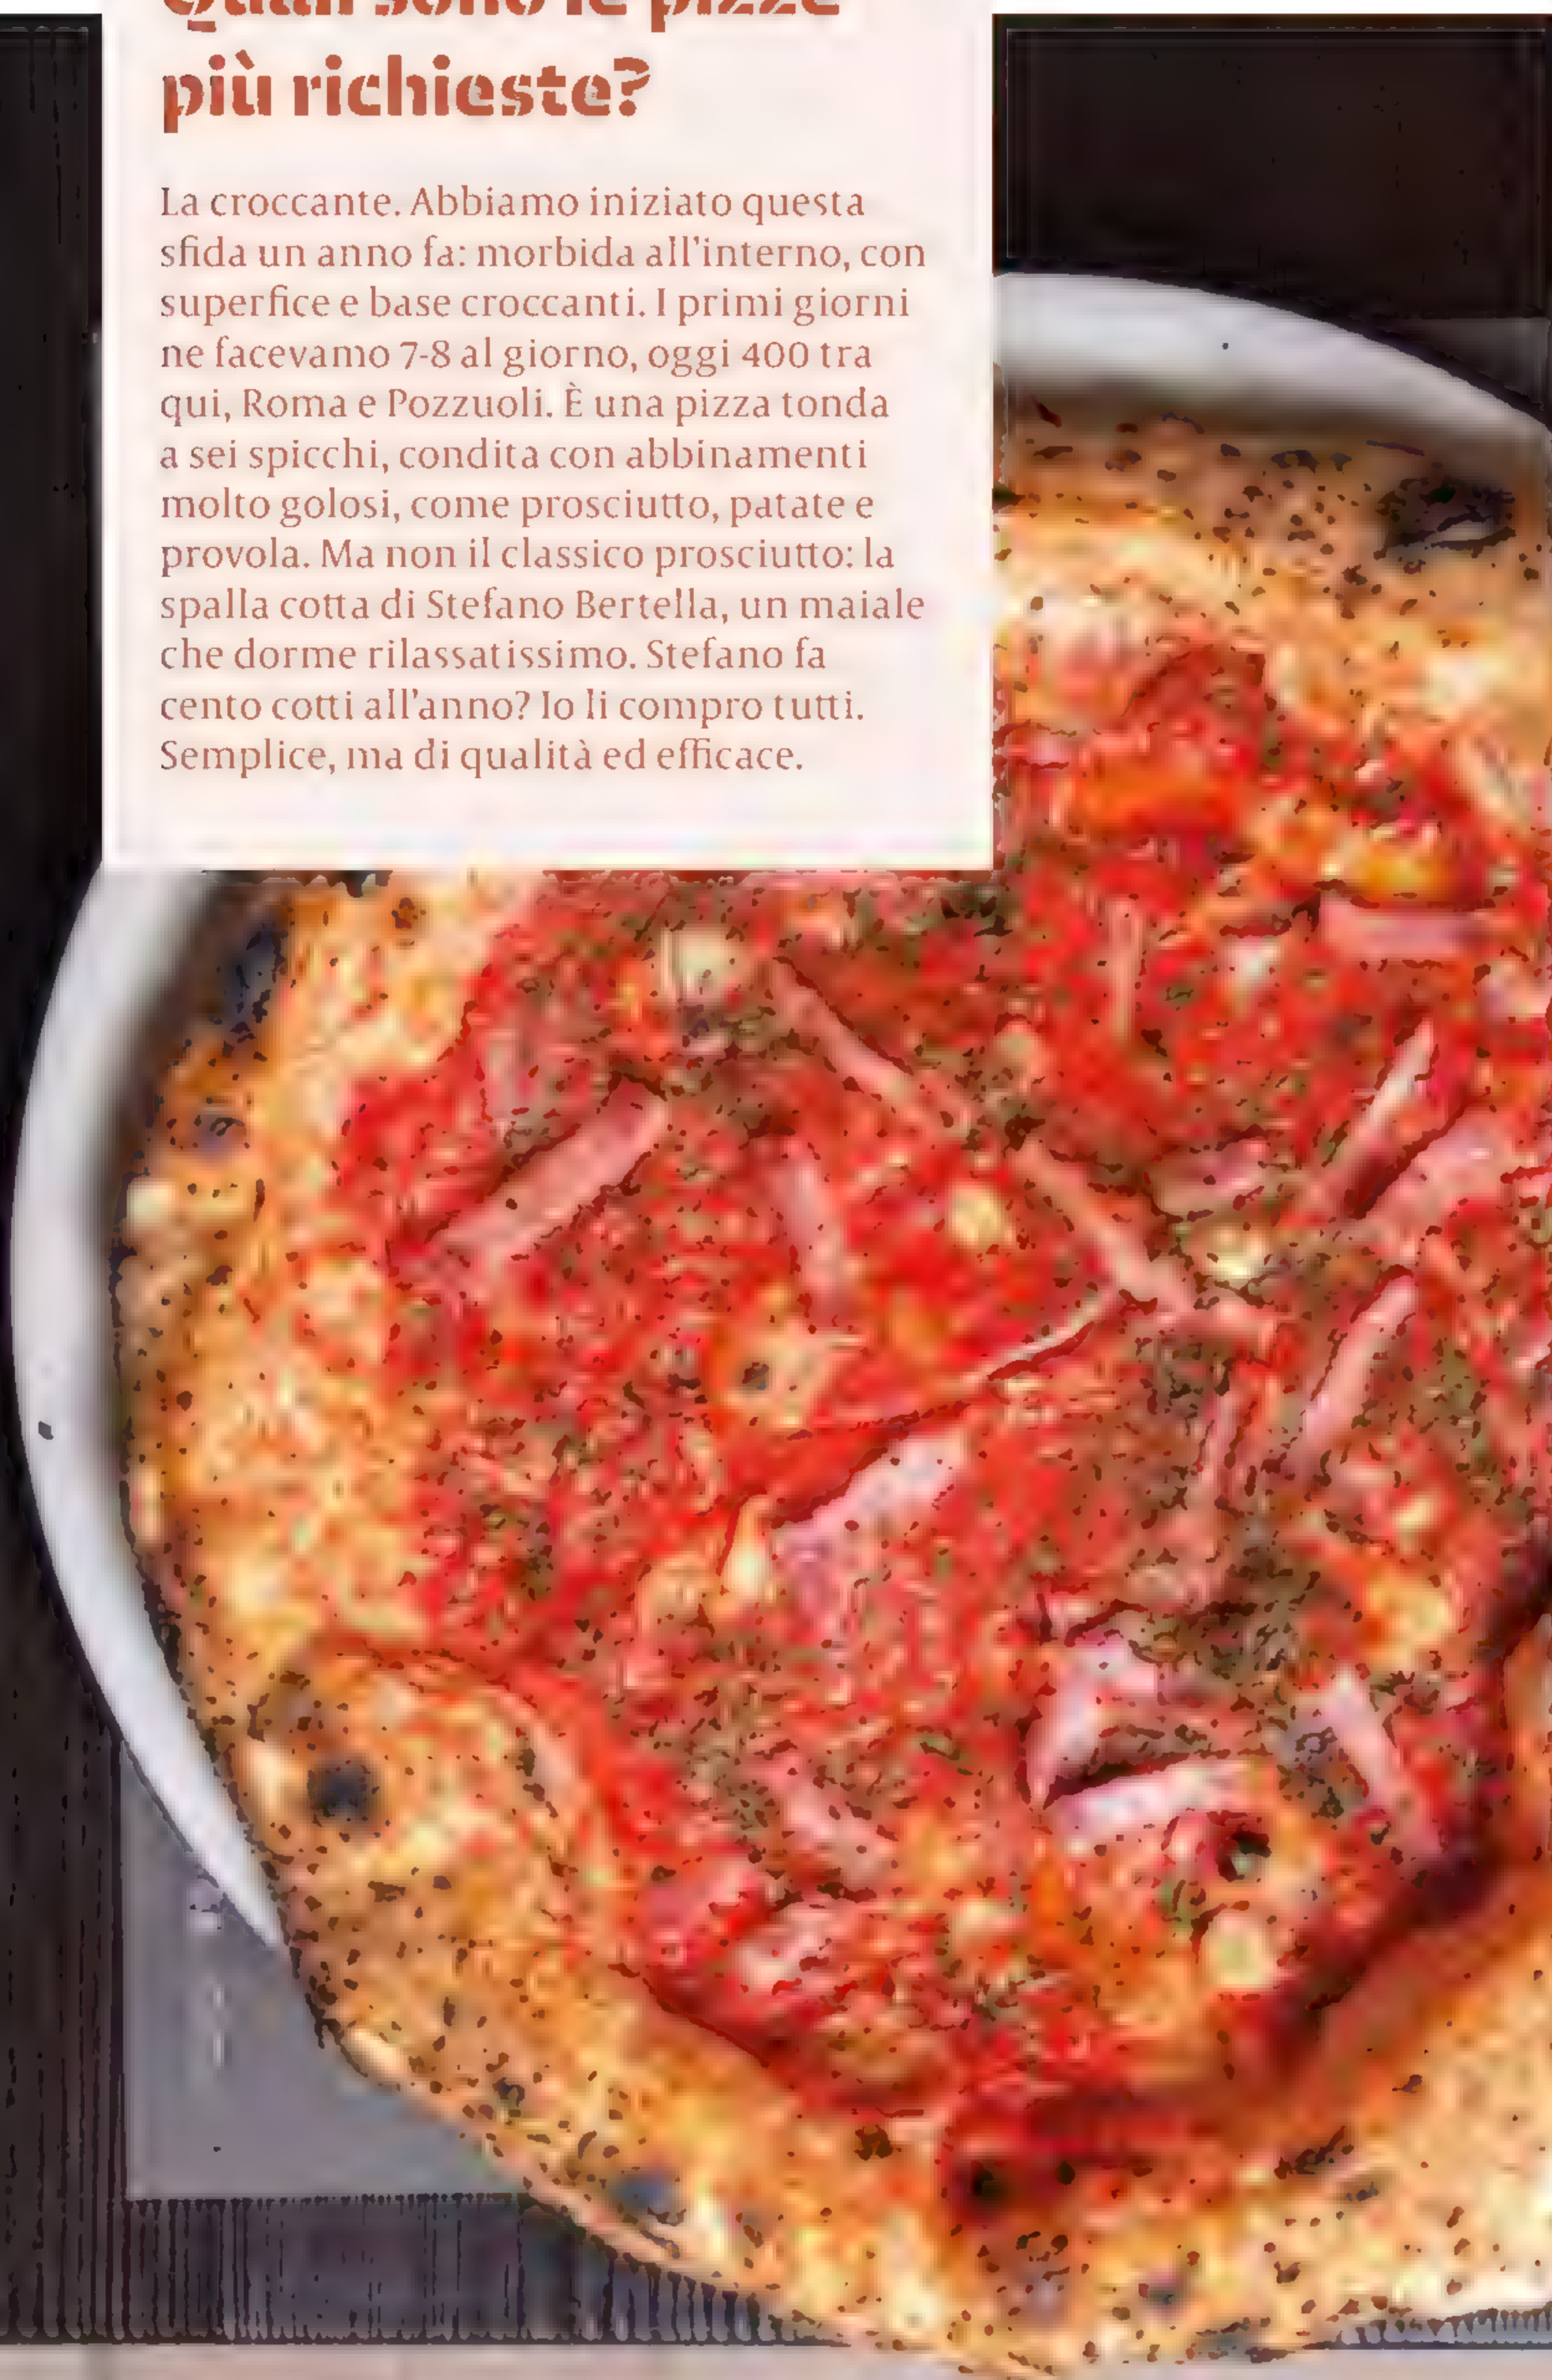 Quali sono le pizze
più richieste?
La croccante. Abbiamo iniziato questa
sfida un anno fa: morbida all'interno, con
superfice e base croccanti. I primi giorni
ne facevamo 7-8 al giorno, oggi 400 tra
qui, Roma e Pozzuoli. È una pizza tonda
a sei spicchi, condita con abbinamenti
molto golosi, come prosciutto, patate e
provola. Ma non il classico prosciutto: la
spalla cotta di Stefano Bertella, un maiale
che dorme rilassatissimo. Stefano fa
cento cotti all'anno? Io li compro tutti.
Semplice, ma di qualità ed efficace.